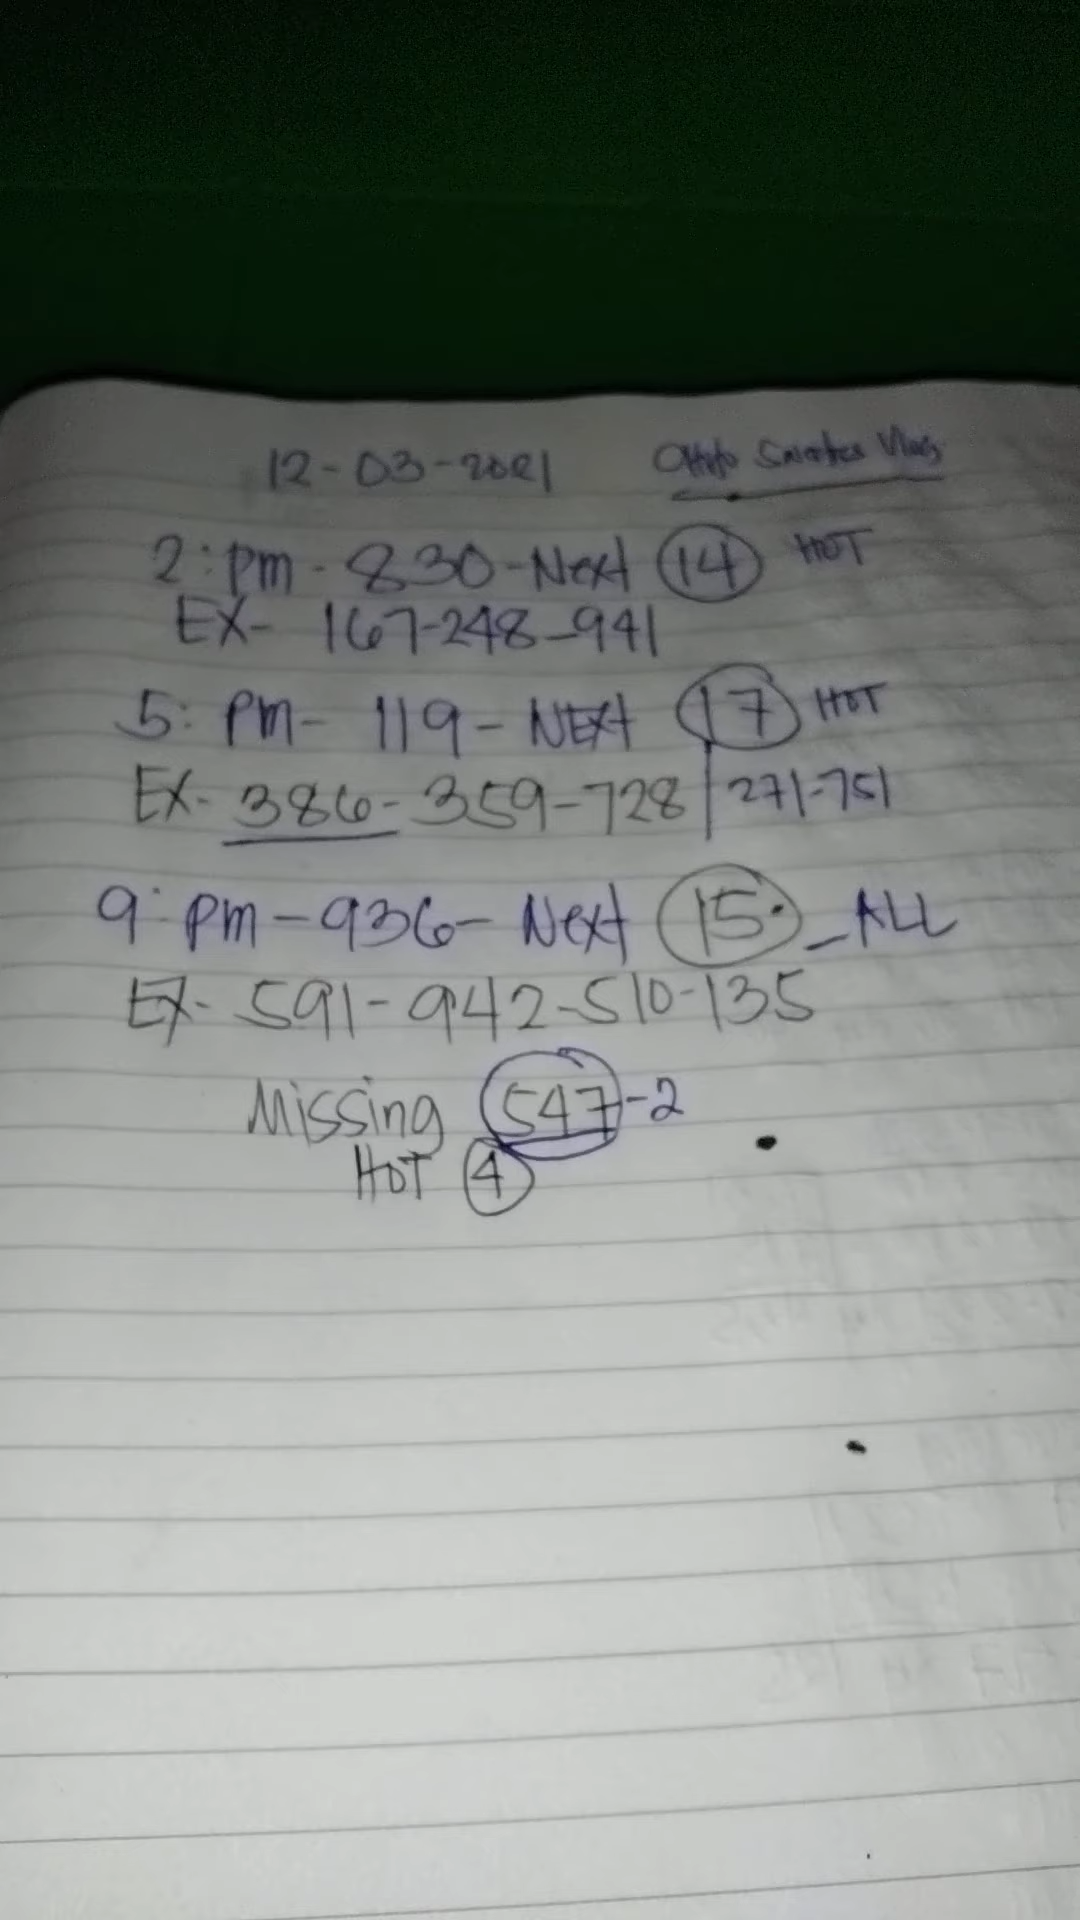 12-03-2021 Vlog
2:pm-830-Next 14 HOT
EX- 167-248-941
5: pm- 119- NEXt 17 HOT
EX- 386-359-728 | 271-751
9:pm-936- Next 15. - ALL
EX- 591-942-510-135
Missing 547-2
HOT 4